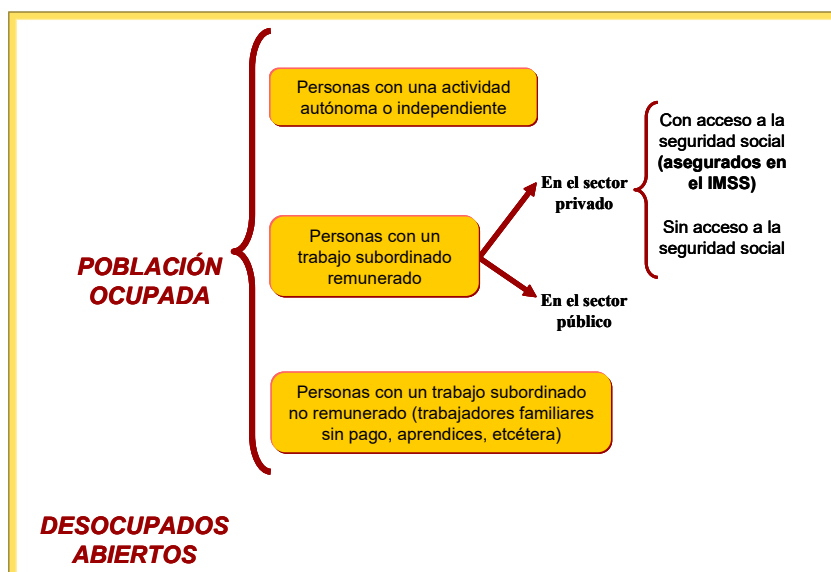 Personas con una actividad
autónoma o independiente
Con acceso a la
seguridad social
(asegurados en
el IMSS)
En el sector
privado
Sin acceso a la
seguridad social
Personas con un
trabajo subordinado
remunerado
POBLACIÓN
OCUPADA
En el sector
público
Personas con un trabajo subordinado
no remunerado (trabajadores familiares
sin pago, aprendices, etcétera)
DESOCUPADOS
ABIERTOS